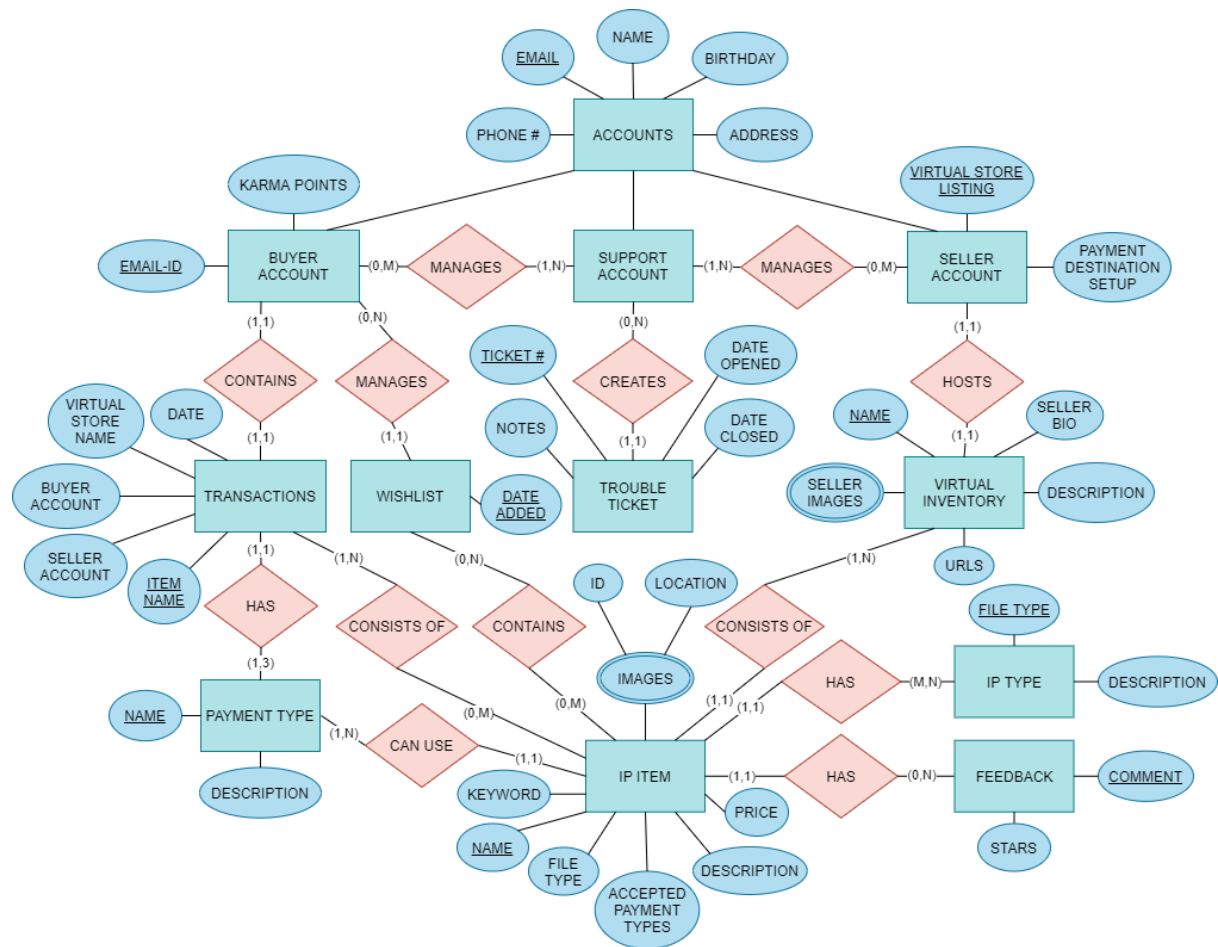 NAME
EMAIL
BIRTHDAY
PHONE #
ACCOUNTS
ADDRESS
KARMA POINTS
VIRTUAL STORE
LISTING
EMAIL-ID
BUYER
ACCOUNT
(0,M)
MANAGES
(1,N)
SUPPORT
ACCOUNT
(1,N)
MANAGES
(0,M)
SELLER
ACCOUNT
PAYMENT
DESTINATION
SETUP
(1,1)
(0,N)
(0,N)
(1,1)
CONTAINS
MANAGES
TICKET #
CREATES
DATE
OPENED
HOSTS
VIRTUAL
STORE
NAME
DATE
(1,1)
(1,1)
NOTES
(1,1)
DATE
CLOSED
NAME
(1,1)
SELLER
BIO
BUYER
ACCOUNT
TRANSACTIONS
WISHLIST
DATE
ADDED
TROUBLE
TICKET
SELLER
IMAGES
VIRTUAL
INVENTORY
DESCRIPTION
SELLER
ACCOUNT
ITEM
NAME
(1,1)
(1,N)
(0,N)
(1,N)
URLS
HAS
ID
LOCATION
CONSISTS OF
CONTAINS
CONSISTS OF
FILE TYPE
(1,3)
IMAGES
HAS
(M,N)
IP TYPE
DESCRIPTION
NAME
PAYMENT TYPE
(0,M)
(0,M)
(1,1)
(1,1)
(1,N)
CAN USE
(1,1)
IP ITEM
(1,1)
HAS
(0,N)
FEEDBACK
COMMENT
DESCRIPTION
KEYWORD
PRICE
NAME
FILE
TYPE
ACCEPTED
PAYMENT
TYPES
DESCRIPTION
STARS